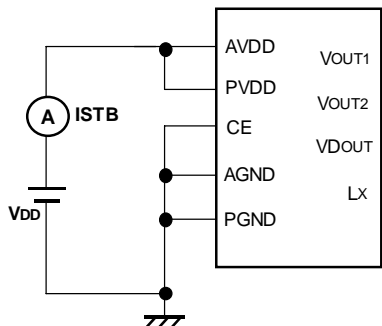 AVDD
VOUT1
PVDD
A ISTB
VOUT2
CE
VDOUT
AGND
LX
VDD
PGND